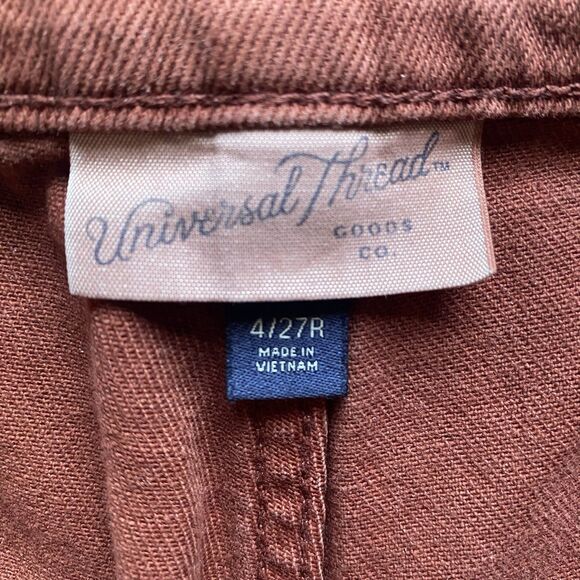 Universal Thread™
GOODS
CO.
4/27R
MADE IN
VIETNAM